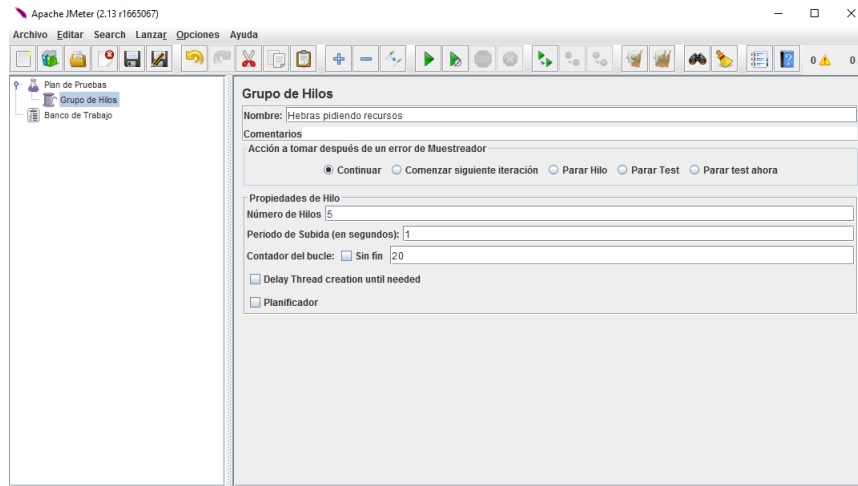 Apache JMeter (2.13 r1665067)
Archivo Editar Search Lanzar Opciones Ayuda
0 0
Plan de Pruebas
Grupo de Hilos
Banco de Trabajo
Grupo de Hilos
Nombre: Hebras pidiendo recursos
Comentarios
Acción a tomar después de un error de Muestreador
Continuar Comenzar siguiente iteración Parar Hilo Parar Test Parar test ahora
Propiedades de Hilo
Número de Hilos 5
Periodo de Subida (en segundos): 1
Contador del bucle: Sin fin 20
Delay Thread creation until needed
Planificador